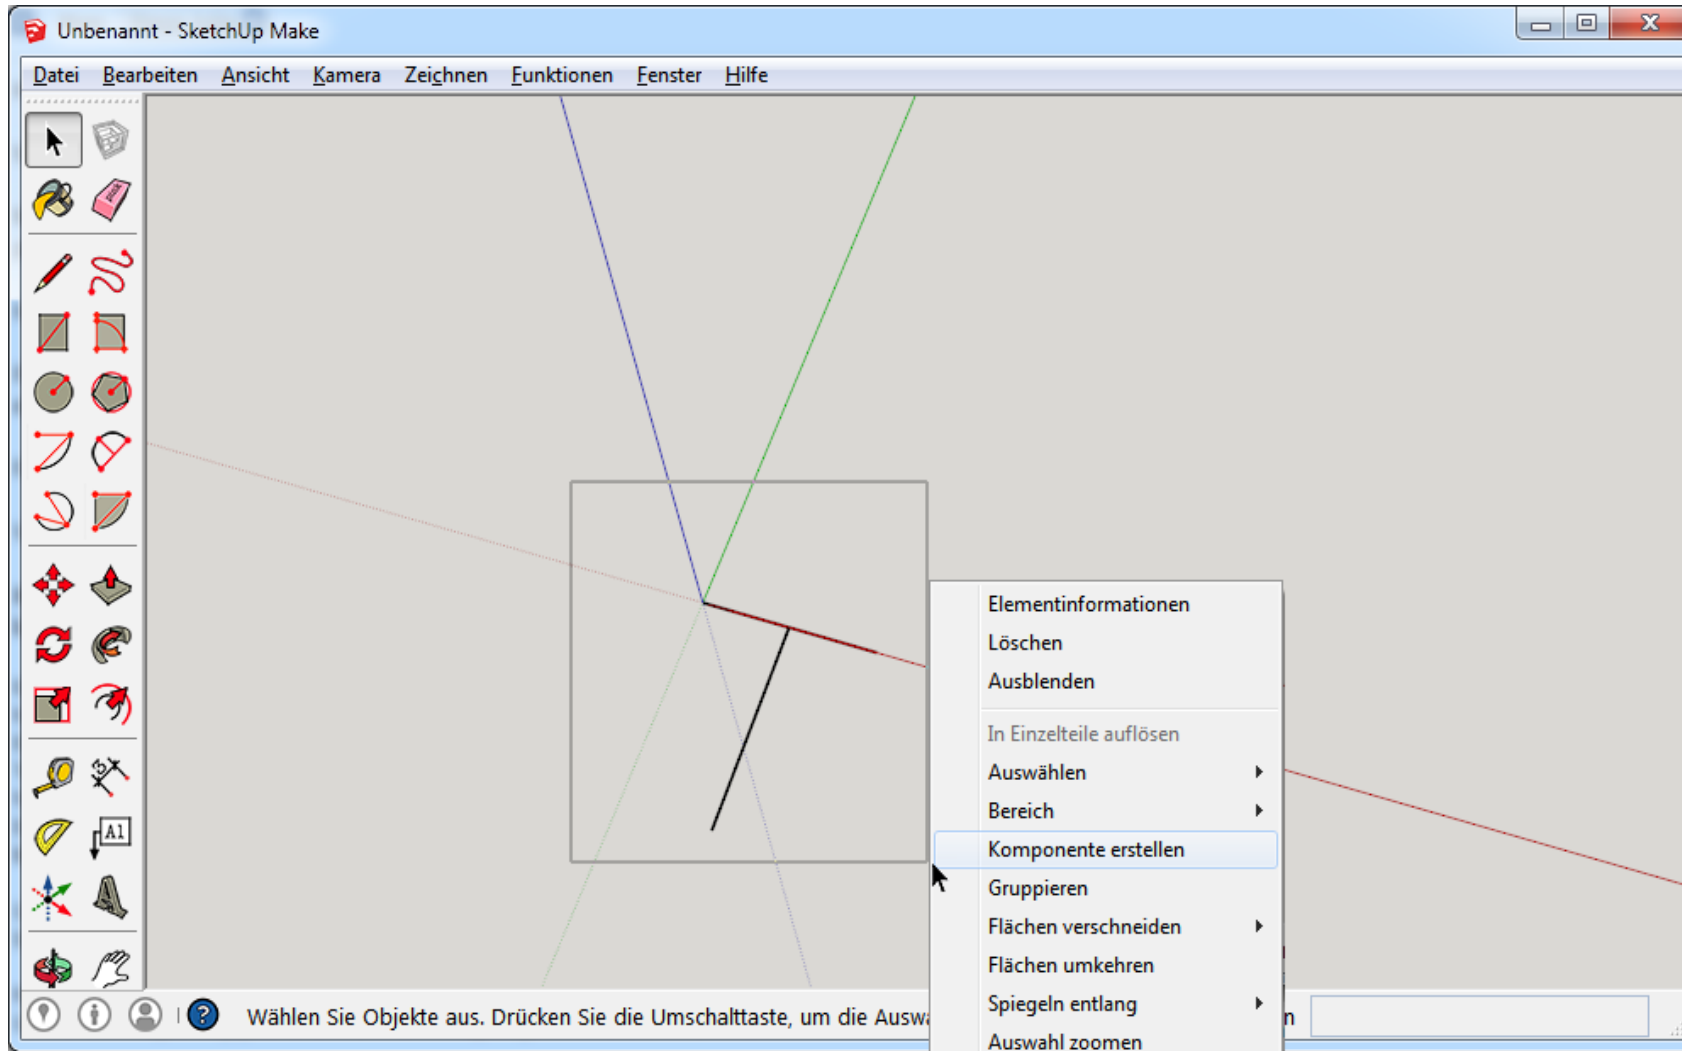 Unbenannt - SketchUp Make
Datei Bearbeiten Ansicht Kamera Zeichnen Funktionen Fenster Hilfe
A1
Elementinformationen
Löschen
Ausblenden
In Einzelteile auflösen
Auswählen
Bereich
Komponente erstellen
Gruppieren
Flächen verschneiden
Flächen umkehren
Spiegeln entlang
Auswahl zoomen
Wählen Sie Objekte aus. Drücken Sie die Umschalttaste, um die Ausw n